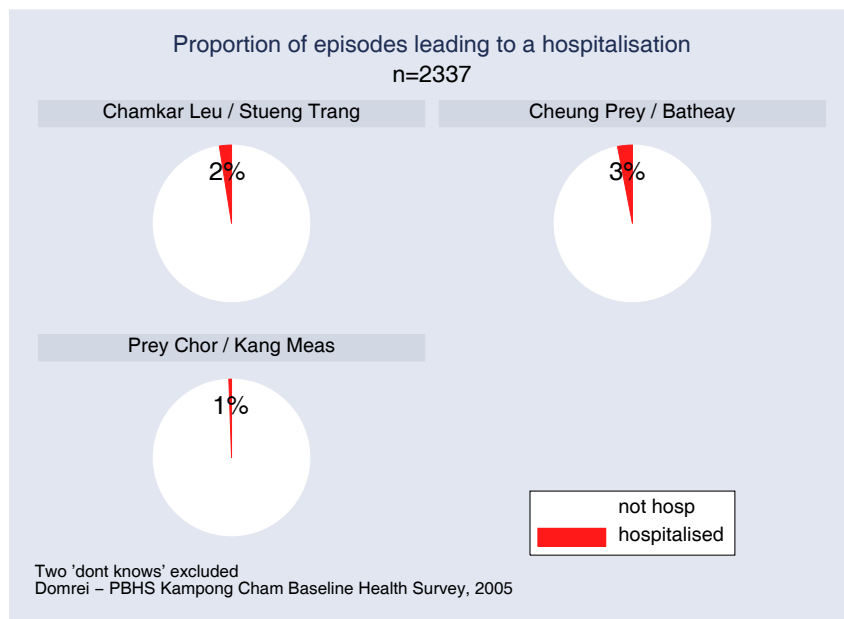 Proportion of episodes leading to a hospitalisation
n=2337
Chamkar Leu / Stueng Trang
Cheung Prey / Batheay
2%
3%
Prey Chor / Kang Meas
1%
not hosp
hospitalised
Two 'dont knows' excluded
Domrei – PBHS Kampong Cham Baseline Health Survey, 2005